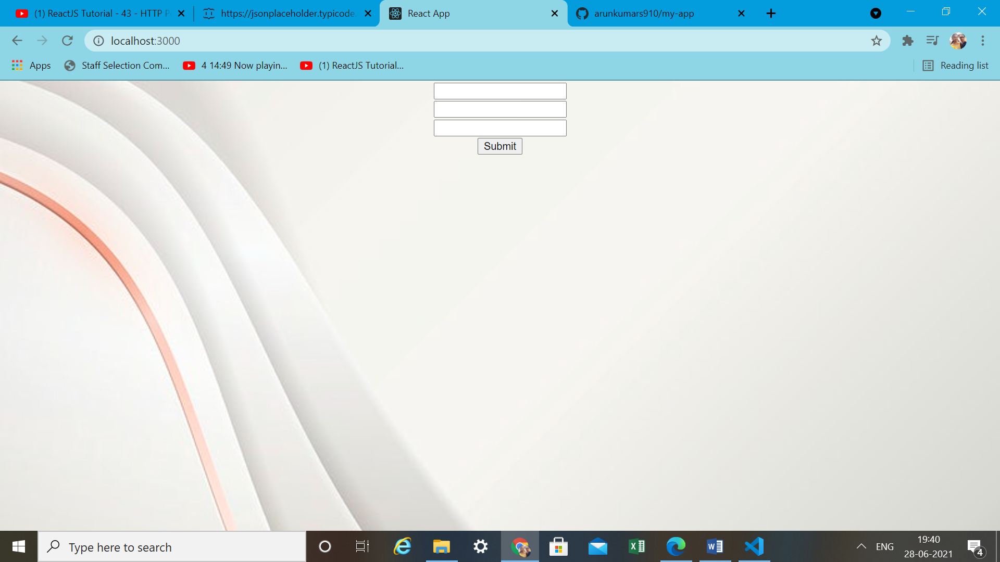 (1) ReactJS Tutorial - 43 - HTTP P
https://jsonplaceholder.typicode.
React App
arunkumars910/my-app
localhost:3000
Apps
Staff Selection Com...
4 14:49 Now playin...
(1) ReactJS Tutorial...
Reading list
Submit
Type here to search
ENG
19:40
28-06-2021
4